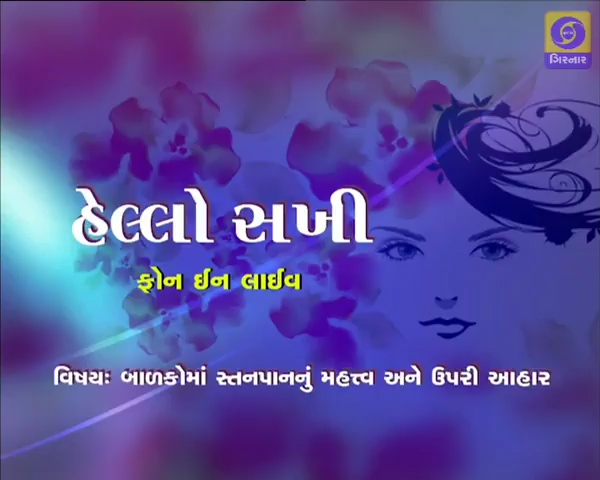 ગિરનાર
હેલ્લો સખી
ફોન ઈન લાઈવ
વિષયઃ બાળકોમાં સ્તનપાનનું મહત્ત્વ અને ઉપરી આહાર